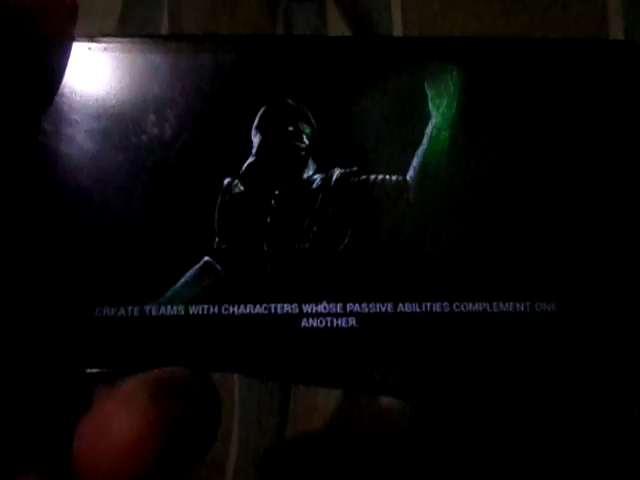 CREATE TEAMS WITH CHARACTERS WHOSE PASSIVE ABILITIES COMPLEMENT ONE
ANOTHER.